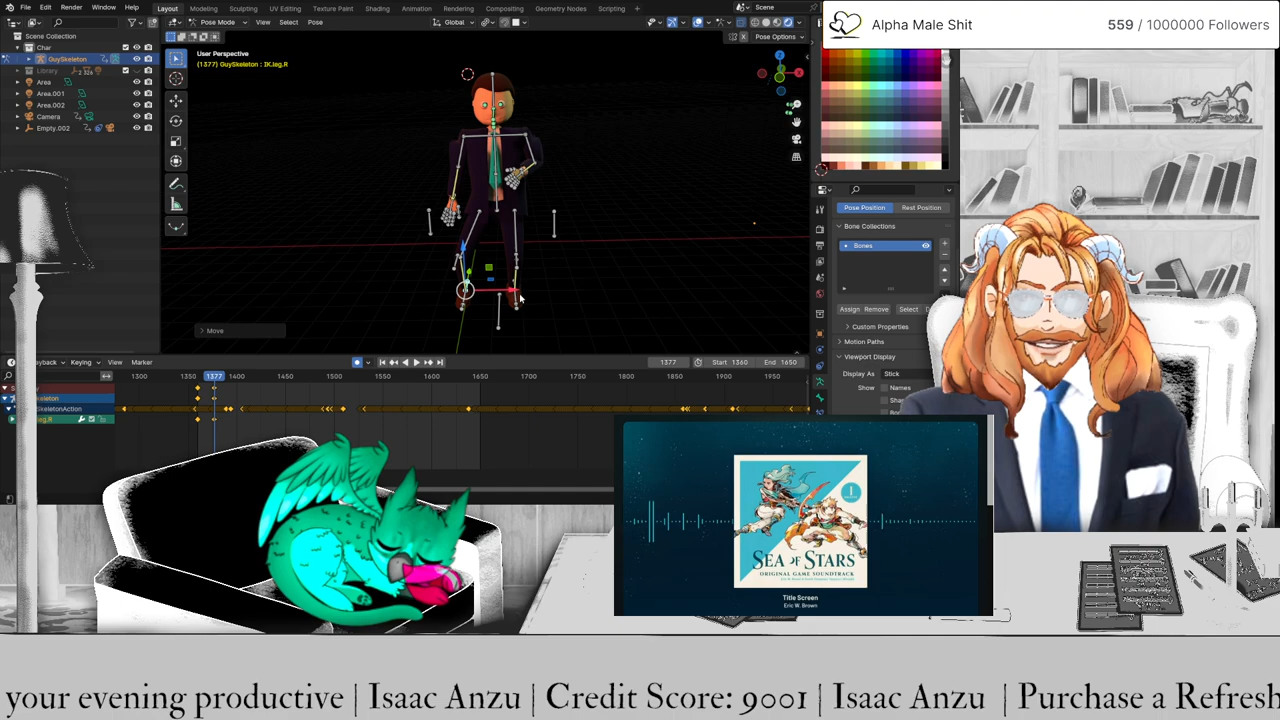 File Edit Render Window Help
Layout Modeling Sculpting UV Editing Texture Paint Shading Animation Rendering Compositing Geometry Nodes Scripting
Scene
Pose Mode View Select Pose Global
Pose Options
Scene Collection
Char
GuySkeleton
Library
Area
Area.001
Area.002
Camera
Empty.002
User Perspective
(1377) GuySkeleton : IK.leg.R
Move
Alpha Male Shit
559 / 1000000 Followers
Pose Position Rest Position
Bone Collections
Bones
Assign Remove Select
Custom Properties
Motion Paths
Viewport Display
Display As Stick
Show Names
yback Keying View Marker
1377 Start 1360 End 1650
1300 1350 1377 1400 1450 1500 1550 1600 1650 1700 1750 1800 1850 1900 1950
keleton
SkeletonAction
leg.R
SEA OF STARS
ORIGINAL GAME SOUNDTRACK
Title Screen
Eric W. Brown
your evening productive | Isaac Anzu | Credit Score: 9001 | Isaac Anzu | Purchase a Refresh